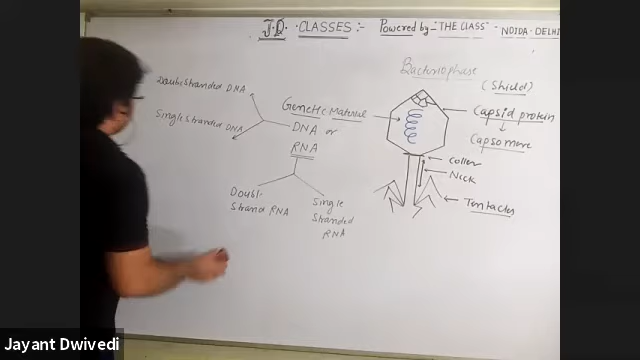 J.D. CLASSES :- Powered by - "THE CLASS" - NOIDA - DELHI
Bacteriophase
(Shield)
Double Stranded DNA
Single Stranded DNA
Genetic Material
DNA or
RNA
Double
Strand RNA
Single
Stranded
RNA
Capsid protein
Capsomere
Coller
Neck
Tentacles
Jayant Dwivedi